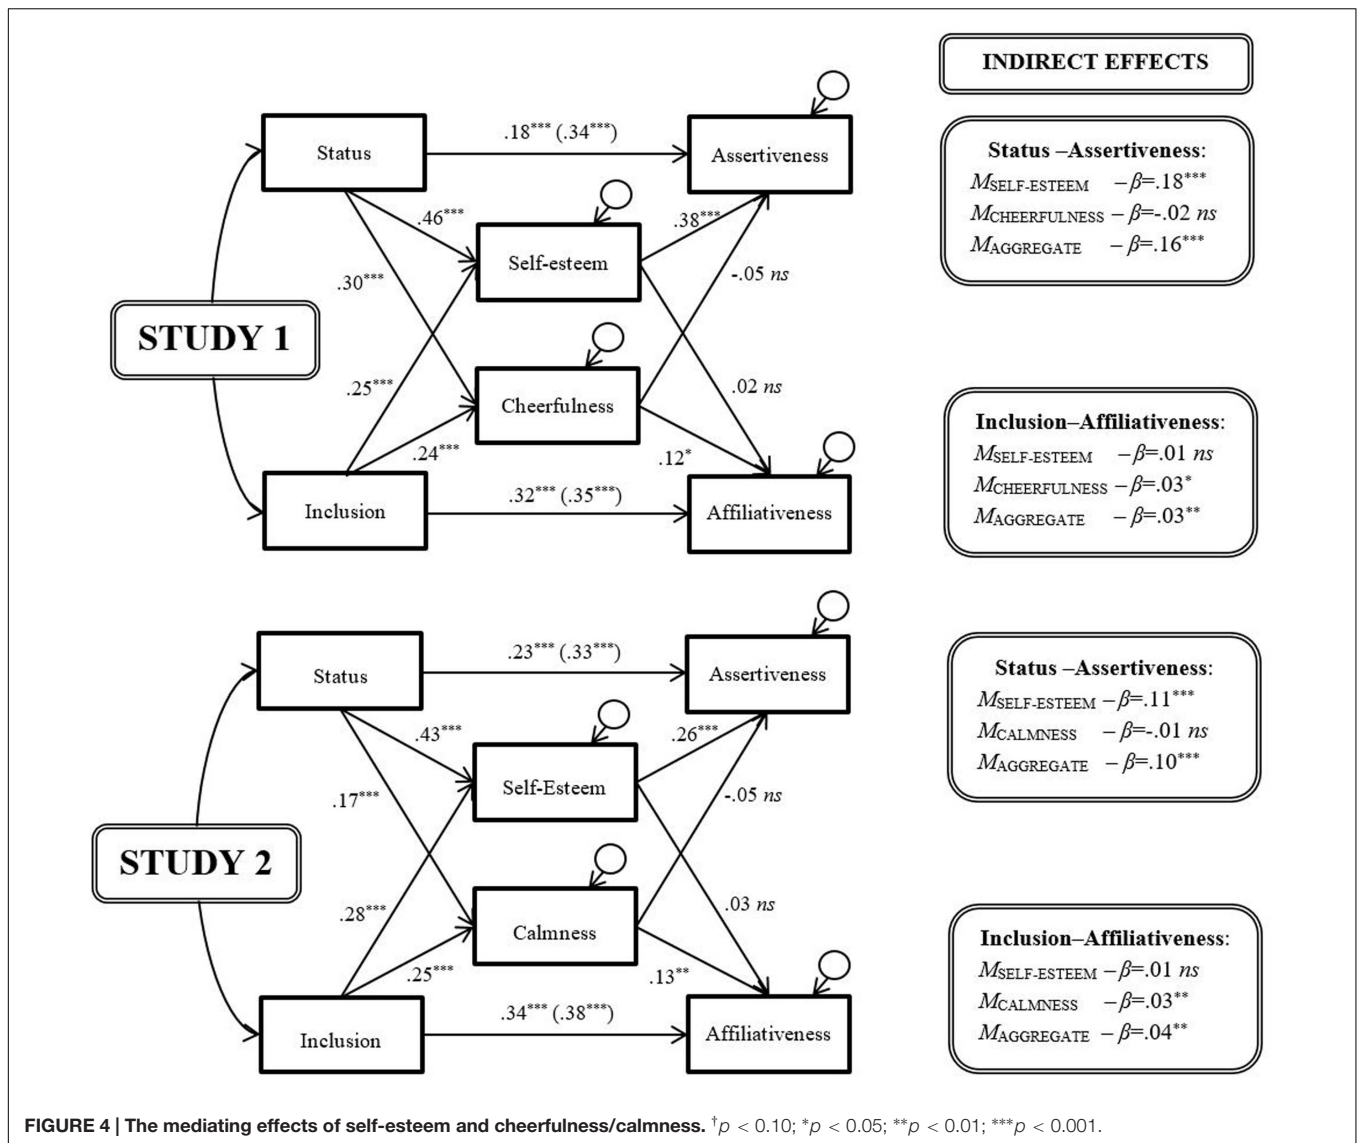 INDIRECT EFFECTS
STUDY 1
Status
.18*** (.34***)
Assertiveness
.46***
.38***
Self-esteem
.30***
-.05 ns
.25***
Cheerfulness
.02 ns
.24***
.12*
Inclusion
.32*** (.35***)
Affiliativeness
Status –Assertiveness:
MSELF-ESTEEM –β=.18***
MCHEERFULNESS –β=-.02 ns
MAGGREGATE –β=.16***
Inclusion–Affiliativeness:
MSELF-ESTEEM –β=.01 ns
MCHEERFULNESS –β=.03*
MAGGREGATE –β=.03**
STUDY 2
Status
.23*** (.33***)
Assertiveness
.43***
.26***
Self-Esteem
.17***
-.05 ns
.28***
Calmness
.03 ns
.25***
.13**
Inclusion
.34*** (.38***)
Affiliativeness
Status –Assertiveness:
MSELF-ESTEEM –β=.11***
MCALMNESS –β=-.01 ns
MAGGREGATE –β=.10***
Inclusion–Affiliativeness:
MSELF-ESTEEM –β=.01 ns
MCALMNESS –β=.03**
MAGGREGATE –β=.04**
FIGURE 4 | The mediating effects of self-esteem and cheerfulness/calmness. †p < 0.10; *p < 0.05; **p < 0.01; ***p < 0.001.